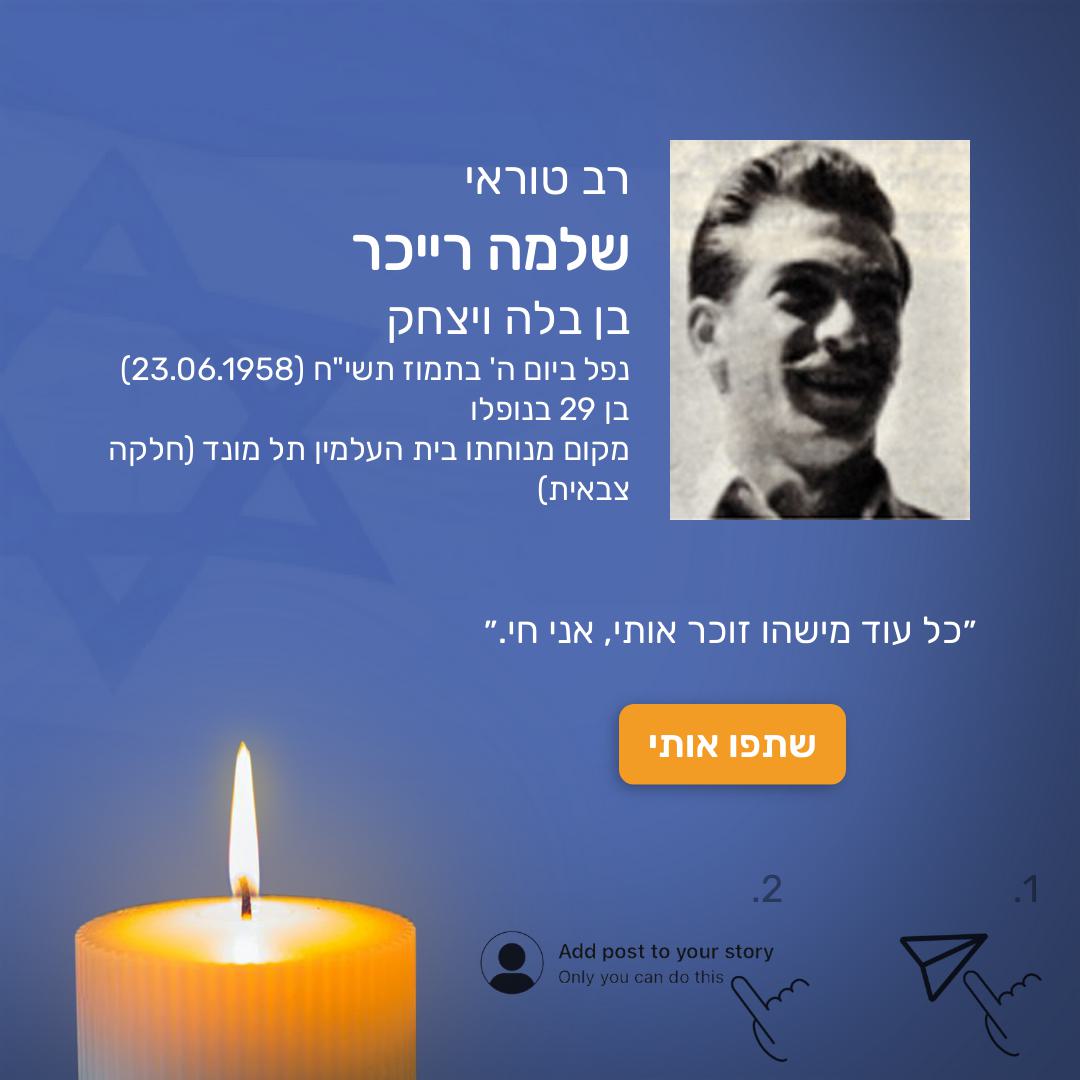 רב טוראי
שלמה רייכר
בן בלה ויצחק
נפל ביום ה' בתמוז תשי"ח (23.06.1958)
בן 29 בנופלו
מקום מנוחתו בית העלמין תל מונד (חלקה
צבאית)
״כל עוד מישהו זוכר אותי, אני חי.״
שתפו אותי
1.
2.
Add post to your story
Only you can do this